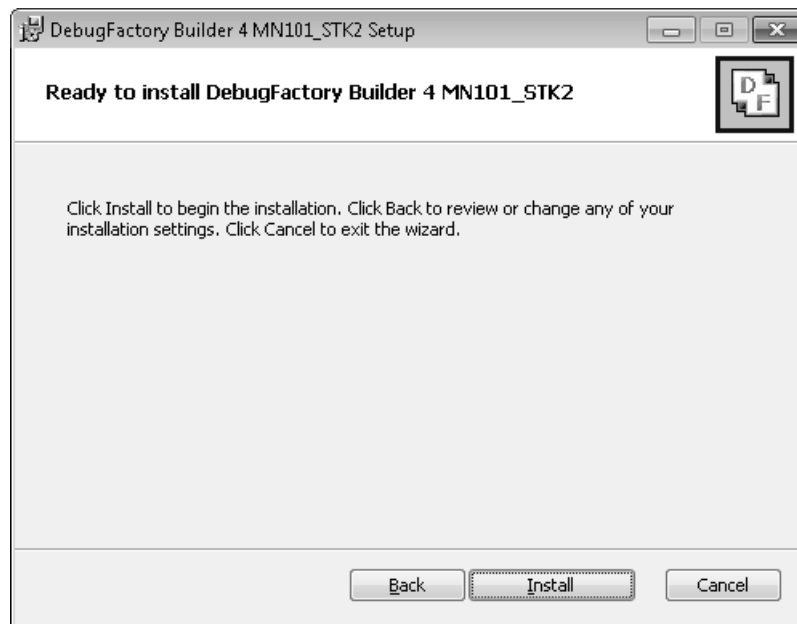 DebugFactory Builder 4 MN101_STK2 Setup
Ready to install DebugFactory Builder 4 MN101_STK2
D
F
Click Install to begin the installation. Click Back to review or change any of your
installation settings. Click Cancel to exit the wizard.
Back
Install
Cancel